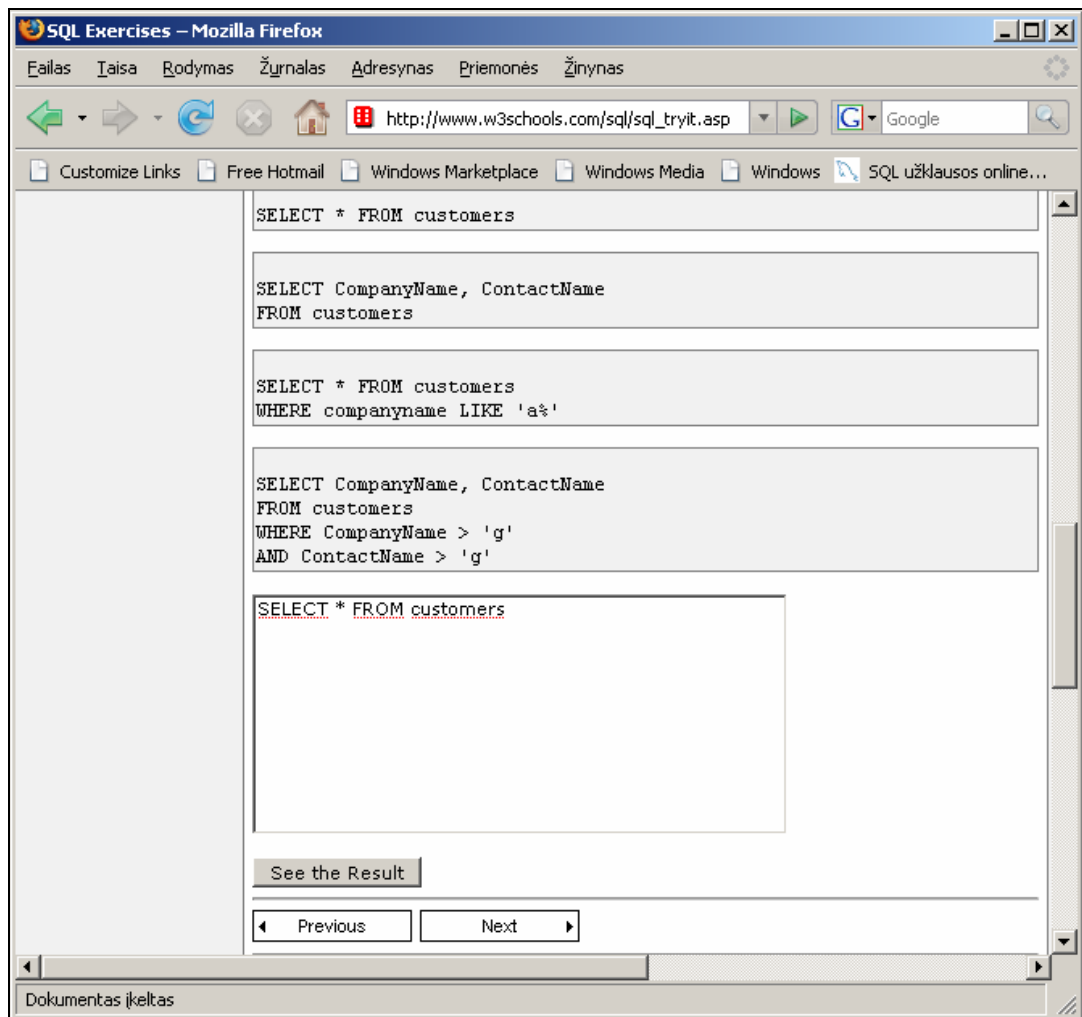 SQL Exercises – Mozilla Firefox
Failas Taisa Rodymas Žurnalas Adresynas Priemonės Žinynas
http://www.w3schools.com/sql/sql_tryit.asp G Google
Customize Links Free Hotmail Windows Marketplace Windows Media Windows SQL užklausos online...
SELECT * FROM customers
SELECT CompanyName, ContactName
FROM customers
SELECT * FROM customers
WHERE companyname LIKE 'a%'
SELECT CompanyName, ContactName
FROM customers
WHERE CompanyName > 'g'
AND ContactName > 'g'
SELECT * FROM customers
See the Result
Previous Next
Dokumentas įkeltas